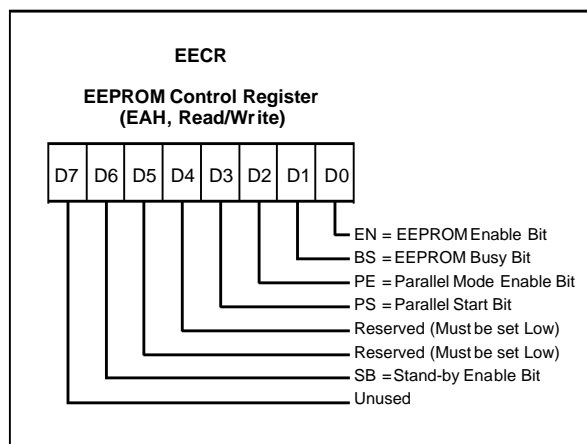 EECR
EEPROM Control Register
(EAH, Read/Write)
D7 D6 D5 D4 D3 D2 D1 D0
EN = EEPROM Enable Bit
BS = EEPROM Busy Bit
PE = Parallel Mode Enable Bit
PS = Parallel Start Bit
Reserved (Must be set Low)
Reserved (Must be set Low)
SB = Stand-by Enable Bit
Unused